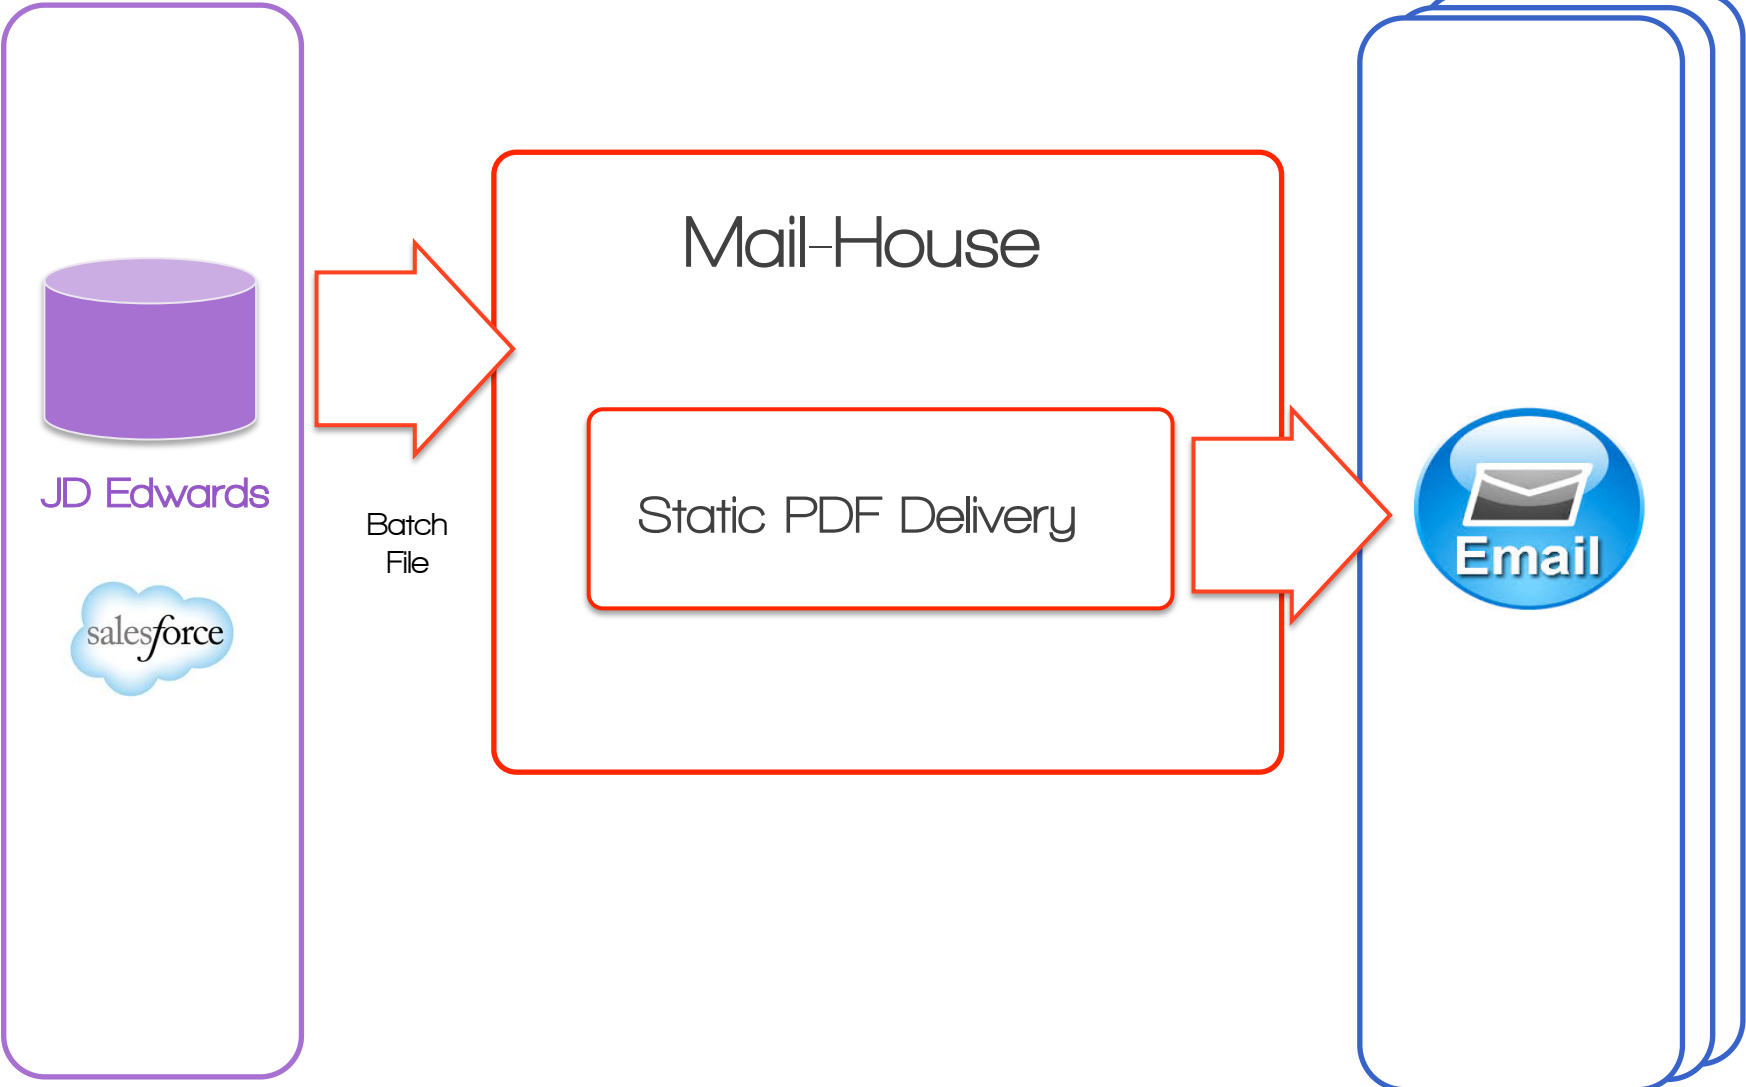 Mail-House
JD Edwards
salesforce
Batch
File
Static PDF Delivery
Email